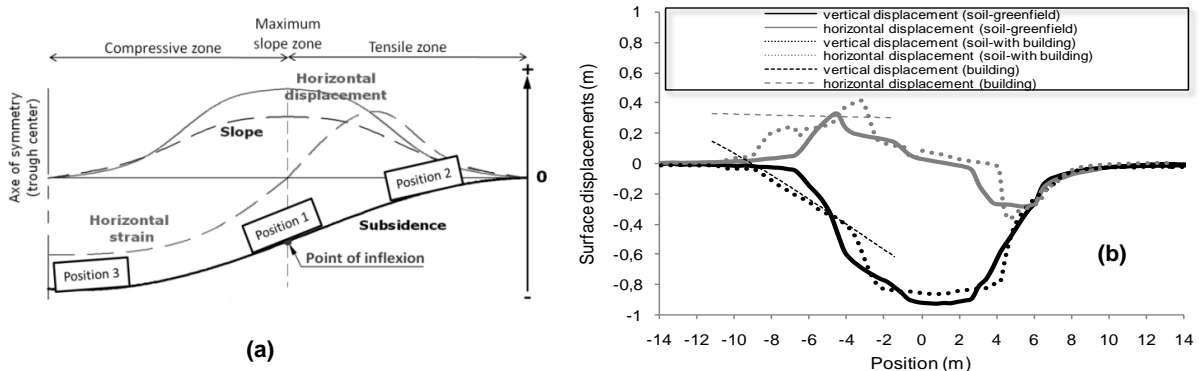 Maximum
slope zone
Compressive zone
Tensile zone
Axe of symmetry
(trough center)
+
Horizontal
displacement
Slope
0
Position 2
Position 1
Horizontal
strain
Subsidence
Point of inflexion
Position 3
-
(a)
vertical displacement (soil-greenfield)
horizontal displacement (soil-greenfield)
vertical displacement (soil-with building)
horizontal displacement (soil-with building)
vertical displacement (building)
horizontal displacement (building)
Surface displacements (m)
1
0,8
0,6
0,4
0,2
0
-0,2
-0,4
-0,6
-0,8
-1
(b)
-14 -12 -10 -8 -6 -4 -2 0 2 4 6 8 10 12 14
Position (m)